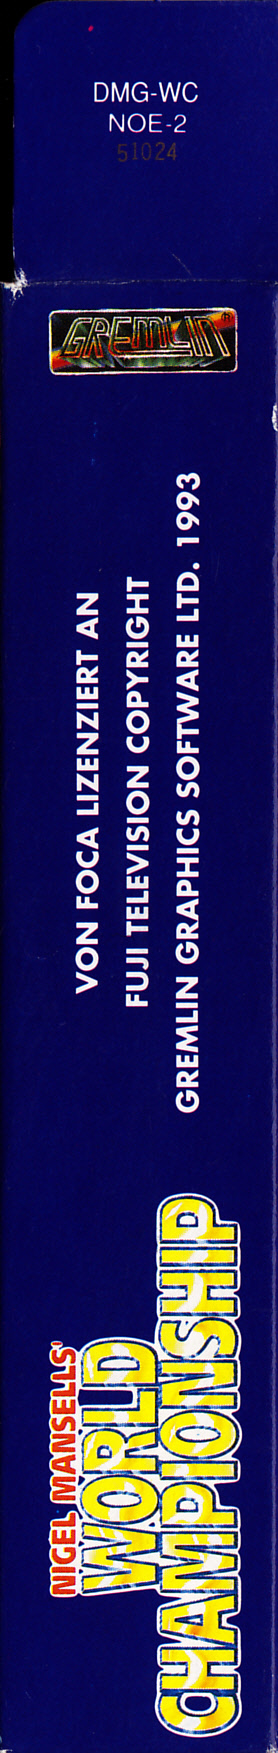 DMG-WC
NOE-2
51024
GREMLIN ®
VON FOCA LIZENZIERT AN
FUJI TELEVISION COPYRIGHT
GREMLIN GRAPHICS SOFTWARE LTD. 1993
NIGEL MANSELLS'
WORLD
CHAMPIONSHIP